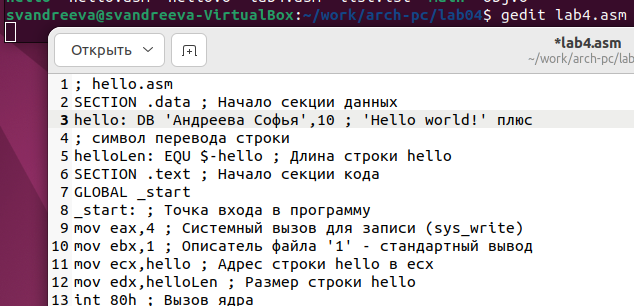 svandreeva@svandreeva-VirtualBox:~/work/arch-pc/lab04$ gedit lab4.asm
Открыть
*lab4.asm
~/work/arch-pc/lab
1 ; hello.asm
2 SECTION .data ; Начало секции данных
3 hello: DB 'Андреева Софья',10 ; 'Hello world!' плюс
4 ; символ перевода строки
5 helloLen: EQU $-hello ; Длина строки hello
6 SECTION .text ; Начало секции кода
7 GLOBAL _start
8 _start: ; Точка входа в программу
9 mov eax,4 ; Системный вызов для записи (sys_write)
10 mov ebx,1 ; Описатель файла '1' - стандартный вывод
11 mov ecx,hello ; Адрес строки hello в ecx
12 mov edx,helloLen ; Размер строки hello
13 int 80h ; Вызов ядра